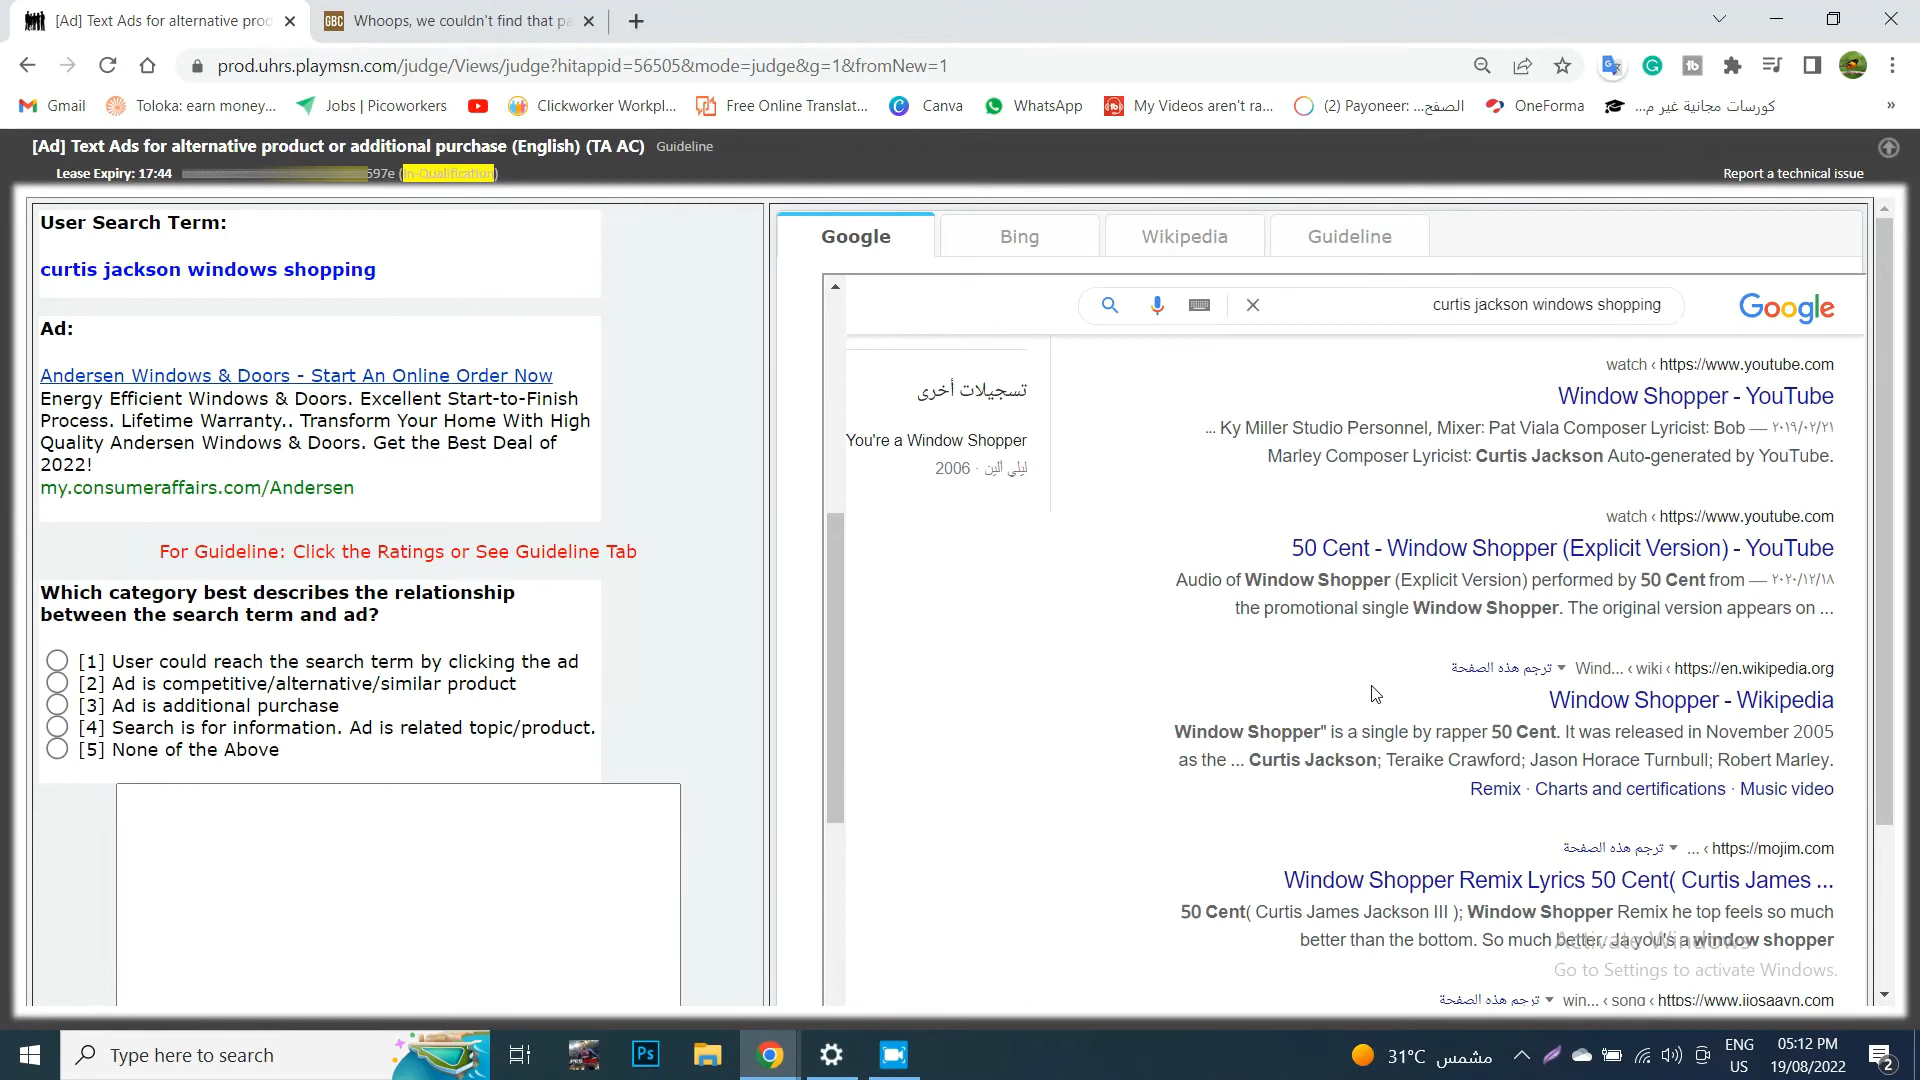 [Ad] Text Ads for alternative prod
Whoops, we couldn't find that pa
GBC
prod.uhrs.playmsn.com/judge/Views/judge?hitappid=56505&mode=judge&g=1&fromNew=1
Gmail
Toloka: earn money...
Jobs | Picoworkers
Clickworker Workpl...
Free Online Translat...
Canva
WhatsApp
My Videos aren't ra...
(2) Payoneer: ...الصفح
OneForma
كورسات مجانية غير م...
»
[Ad] Text Ads for alternative product or additional purchase (English) (TA AC) Guideline
Lease Expiry: 17:44
597e (In-Qualification)
Report a technical issue
User Search Term:
curtis jackson windows shopping
Ad:
Andersen Windows & Doors - Start An Online Order Now
Energy Efficient Windows & Doors. Excellent Start-to-Finish
Process. Lifetime Warranty.. Transform Your Home With High
Quality Andersen Windows & Doors. Get the Best Deal of
2022!
my.consumeraffairs.com/Andersen
For Guideline: Click the Ratings or See Guideline Tab
Which category best describes the relationship
between the search term and ad?
[1] User could reach the search term by clicking the ad
[2] Ad is competitive/alternative/similar product
[3] Ad is additional purchase
[4] Search is for information. Ad is related topic/product.
[5] None of the Above
Google
Bing
Wikipedia
Guideline
curtis jackson windows shopping
Google
تسجيلات أخرى
You're a Window Shopper
ليلي ألين · 2006
watch ‹ https://www.youtube.com
Window Shopper - YouTube
... Ky Miller Studio Personnel, Mixer: Pat Viala Composer Lyricist: Bob — ٢٠١٩/٠٢/٢١
Marley Composer Lyricist: Curtis Jackson Auto-generated by YouTube.
watch ‹ https://www.youtube.com
50 Cent - Window Shopper (Explicit Version) - YouTube
Audio of Window Shopper (Explicit Version) performed by 50 Cent from — ٢٠٢٠/١٢/١٨
the promotional single Window Shopper. The original version appears on ...
ترجم هذه الصفحة
Wind... ‹ wiki ‹ https://en.wikipedia.org
Window Shopper - Wikipedia
Window Shopper" is a single by rapper 50 Cent. It was released in November 2005
as the ... Curtis Jackson; Teraike Crawford; Jason Horace Turnbull; Robert Marley.
Remix · Charts and certifications · Music video
ترجم هذه الصفحة
... ‹ https://mojim.com
Window Shopper Remix Lyrics 50 Cent( Curtis James ...
50 Cent( Curtis James Jackson III ); Window Shopper Remix he top feels so much
better than the bottom. So much better. Ja you's a window shopper
Activate Windows
Go to Settings to activate Windows.
ترجم هذه الصفحة
win... ‹ song ‹ https://www.jiosaavn.com
Type here to search
PES
Ps
31°C مشمس
ENG
US
05:12 PM
19/08/2022
2